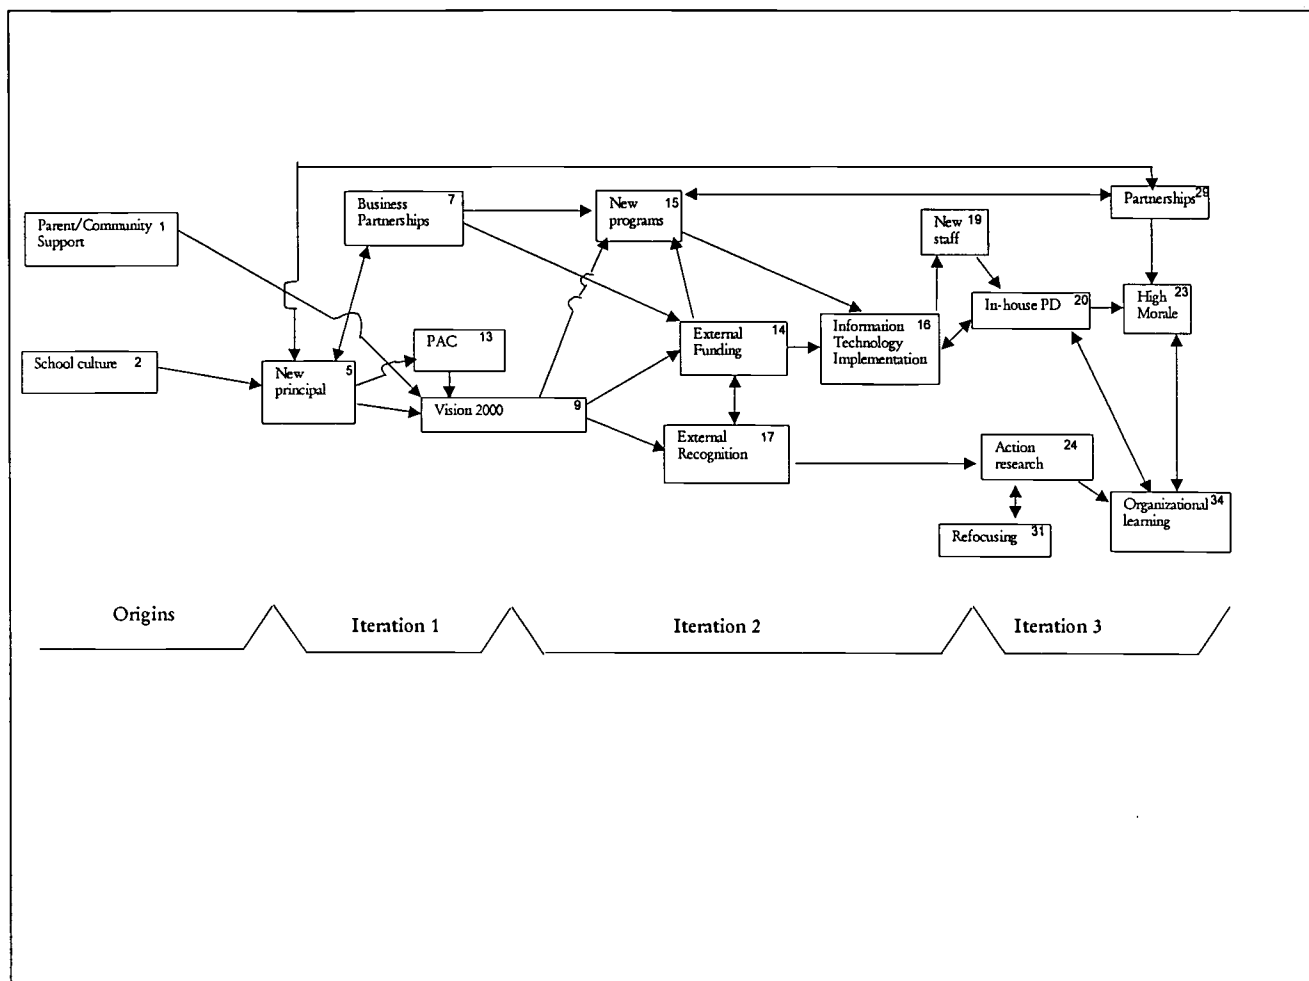 Parent/Community 1
Support
School culture 2
Business 7
Partnerships
New 5
principal
PAC 13
Vision 2000 9
New 15
programs
External 14
Funding
External 17
Recognition
Information 16
Technology
Implementation
New 19
staff
In-house PD 20
Partnerships 29
High 23
Morale
Action 24
research
Refocusing 31
Organizational 34
learning
Origins
Iteration 1
Iteration 2
Iteration 3